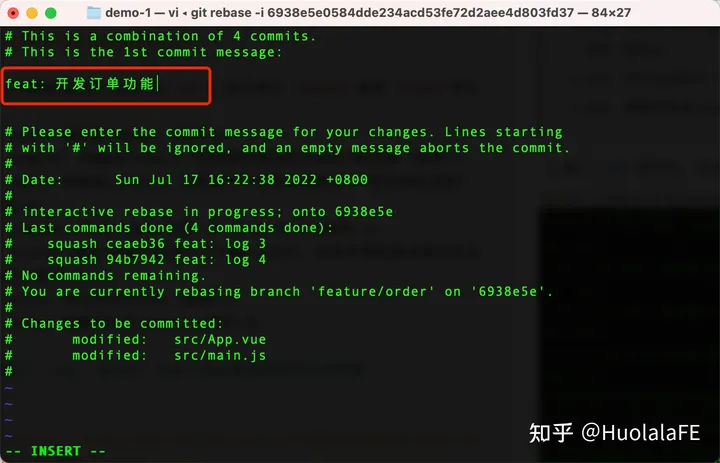 demo-1 — vi ◂ git rebase -i 6938e5e0584dde234acd53fe72d2aee4d803fd37 — 84×27
# This is a combination of 4 commits.
# This is the 1st commit message:
feat: 开发订单功能
# Please enter the commit message for your changes. Lines starting
# with '#' will be ignored, and an empty message aborts the commit.
#
# Date:      Sun Jul 17 16:22:38 2022 +0800
#
# interactive rebase in progress; onto 6938e5e
# Last commands done (4 commands done):
#    squash ceaeb36 feat: log 3
#    squash 94b7942 feat: log 4
# No commands remaining.
# You are currently rebasing branch 'feature/order' on '6938e5e'.
#
# Changes to be committed:
#       modified:   src/App.vue
#       modified:   src/main.js
#
~
~
~
~
-- INSERT --
知乎 @HuolalaFE